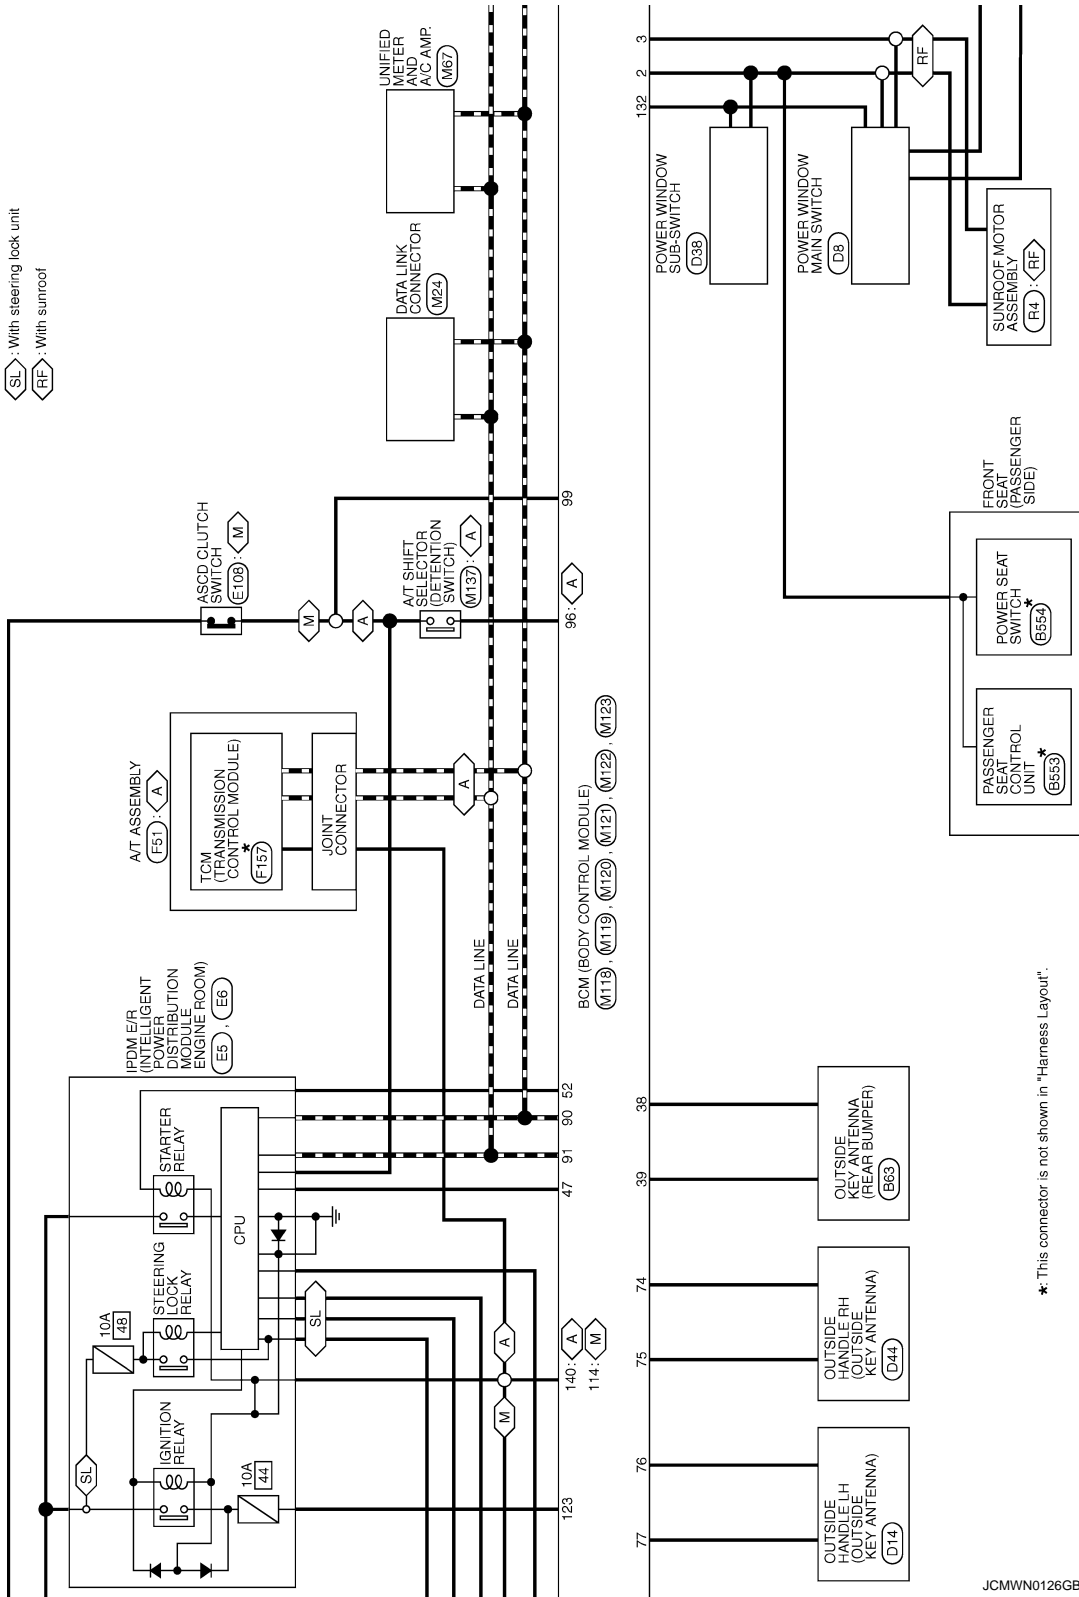 SL : With steering lock unit
RF : With sunroof
UNIFIED
METER
AND
A/C AMP.
M67
DATA LINK
CONNECTOR
M24
ASCD CLUTCH
SWITCH
E108 : M
M
A
A/T SHIFT
SELECTOR
(DETENTION
SWITCH)
M137 : A
99
96 : A
A/T ASSEMBLY
F51 : A
TCM
(TRANSMISSION
CONTROL MODULE)
*
F157
JOINT
CONNECTOR
A
DATA LINE
DATA LINE
IPDM E/R
(INTELLIGENT
POWER
DISTRIBUTION
MODULE
ENGINE ROOM)
E5 , E6
STARTER
RELAY
STEERING
LOCK
RELAY
10A
48
IGNITION
RELAY
10A
44
SL
CPU
SL
A
M
52
90
91
47
140 : A
114 : M
123
BCM (BODY CONTROL MODULE)
M118 , M119 , M120 , M121 , M122 , M123
3
2
132
RF
POWER WINDOW
SUB-SWITCH
D38
POWER WINDOW
MAIN SWITCH
D8
SUNROOF MOTOR
ASSEMBLY
R4 : RF
FRONT
SEAT
(PASSENGER
SIDE)
POWER SEAT
SWITCH *
B554
PASSENGER
SEAT
CONTROL
UNIT *
B553
38
39
OUTSIDE
KEY ANTENNA
(REAR BUMPER)
B63
74
75
OUTSIDE
HANDLE RH
(OUTSIDE
KEY ANTENNA)
D44
76
77
OUTSIDE
HANDLE LH
(OUTSIDE
KEY ANTENNA)
D14
*: This connector is not shown in "Harness Layout".
JCMWN0126GB